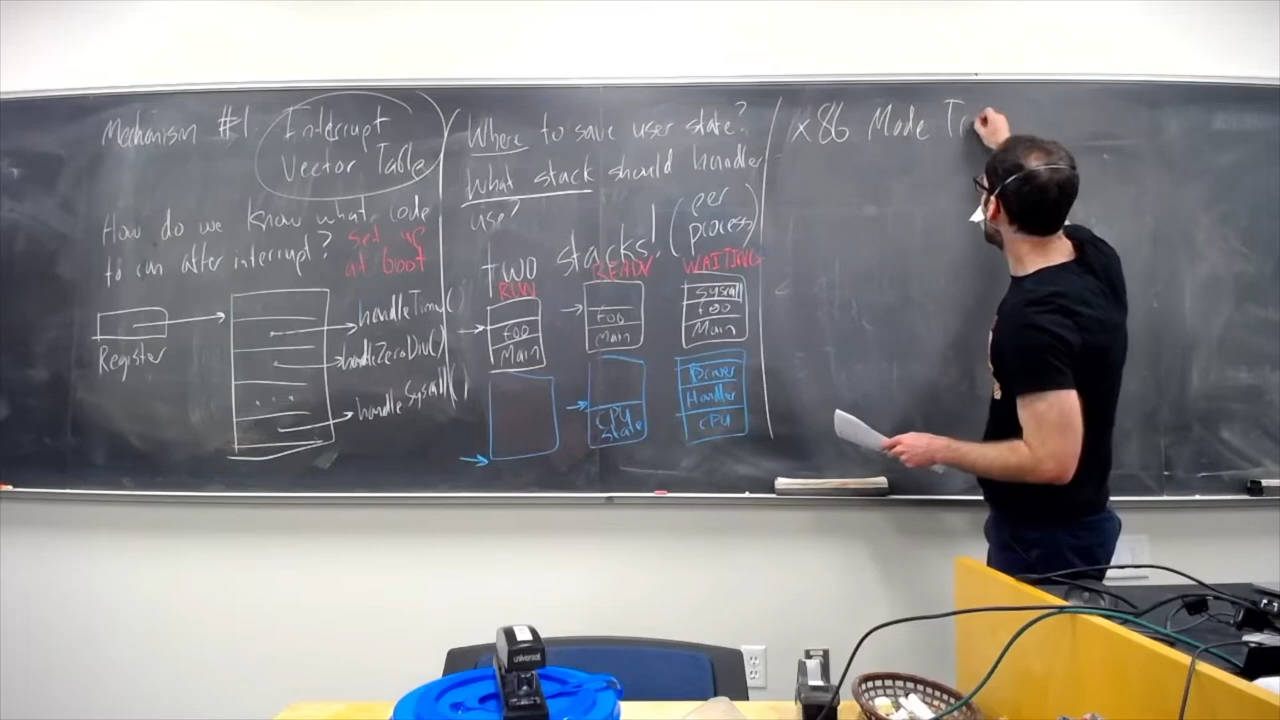 Mechanism #1. Interrupt
Vector Table
How do we know what code
to run after interrupt? set up
at boot
Register
handleTimer()
handleZeroDiv()
handleSyscall()
Where to save user state?
What stack should handler
use?
TWO stacks! (per
process)
RUN
foo
Main
READY
foo
Main
CPU
State
WAITING
Syscall
foo
Main
Driver
Handler
CPU
x86 Mode Tr
universal